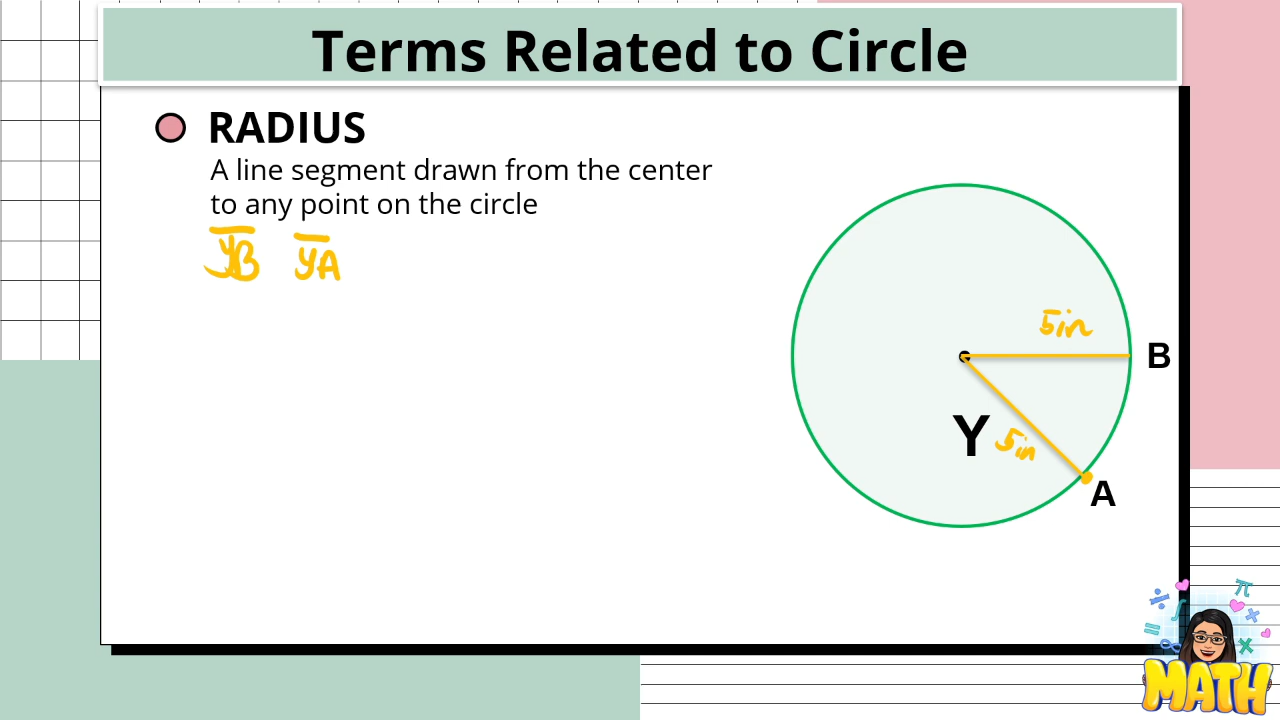 Terms Related to Circle
RADIUS
A line segment drawn from the center
to any point on the circle
YB YA
5in
B
Y 5in
A
÷ π
∫ ×
= 
∞ ×
MATH